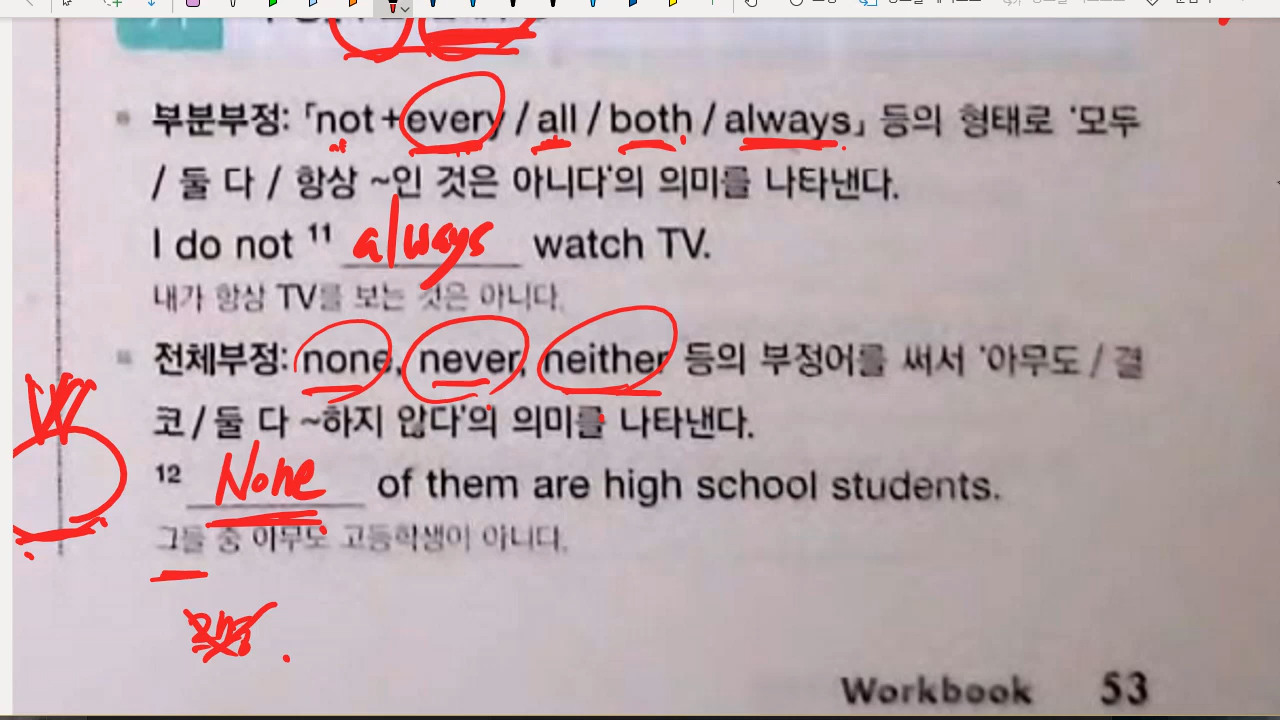 부분부정: 「not+every / all / both / always」 등의 형태로 '모두
/ 둘 다 / 항상 ~인 것은 아니다'의 의미를 나타낸다.
I do not 11 always watch TV.
내가 항상 TV를 보는 것은 아니다.
전체부정: none, never, neither 등의 부정어를 써서 '아무도 / 결
코 / 둘 다 ~하지 않다'의 의미를 나타낸다.
12 None of them are high school students.
그들 중 아무도 고등학생이 아니다.
Workbook 53